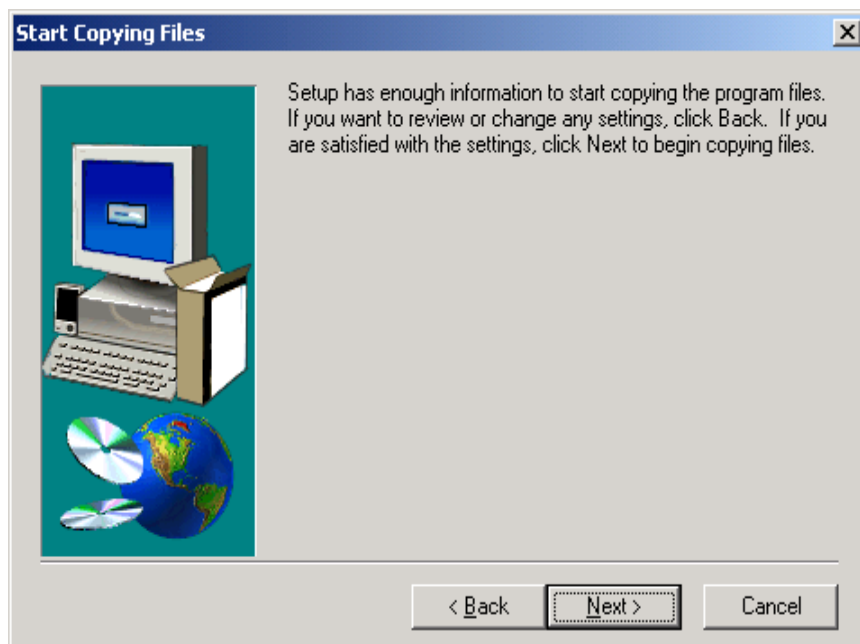 Start Copying Files
Setup has enough information to start copying the program files.
If you want to review or change any settings, click Back.  If you
are satisfied with the settings, click Next to begin copying files.
< Back
Next >
Cancel